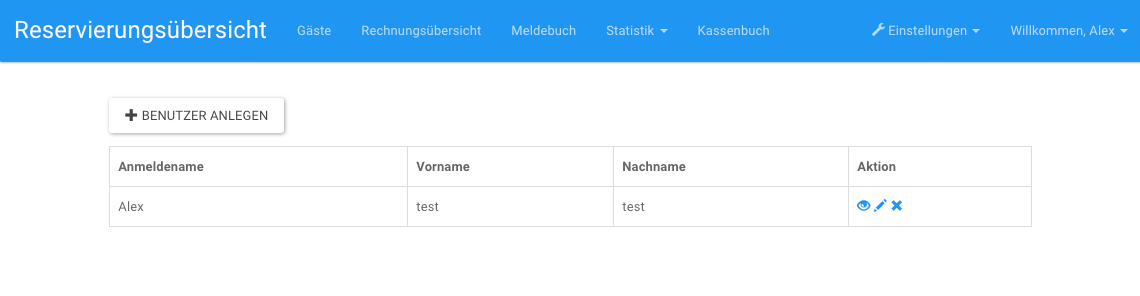 Reservierungsübersicht Gäste Rechnungsübersicht Meldebuch Statistik Kassenbuch Einstellungen Willkommen, Alex
BENUTZER ANLEGEN
Anmeldename Vorname Nachname Aktion
Alex test test